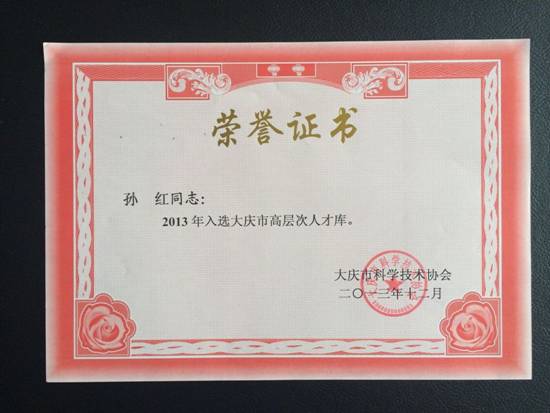 荣誉证书
孙 红同志:
2013年入选大庆市高层次人才库。
大庆市科学技术协会
二〇一三年十二月